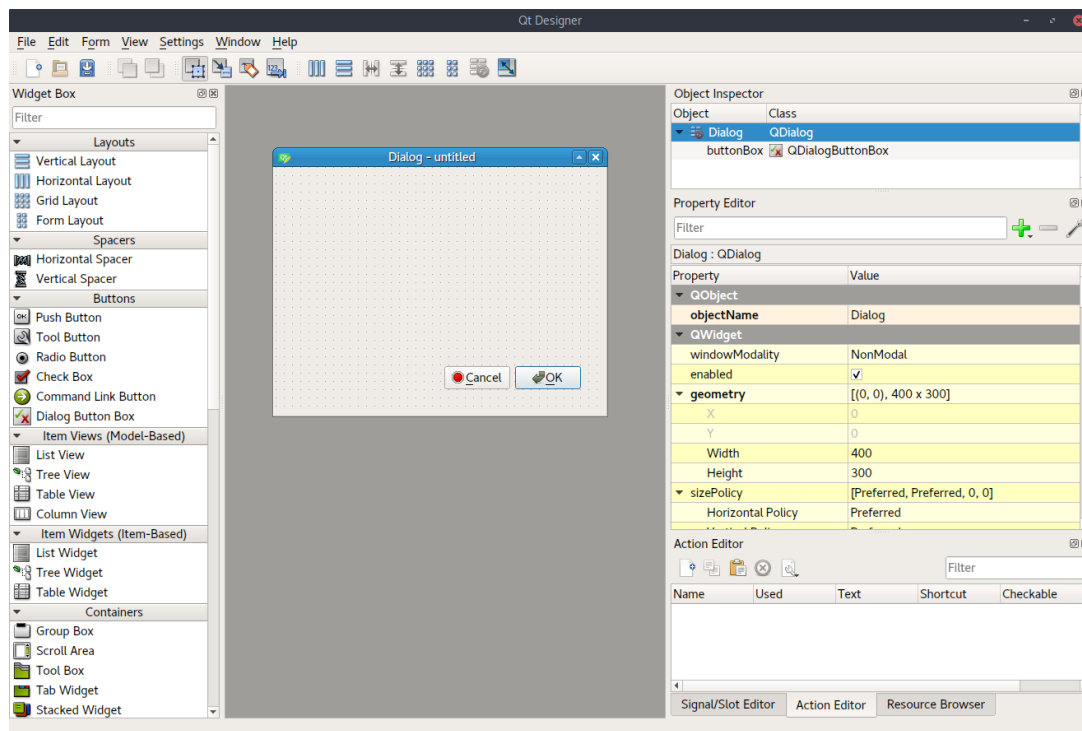 Qt Designer
File Edit Form View Settings Window Help
Widget Box
Filter
Layouts
Vertical Layout
Horizontal Layout
Grid Layout
Form Layout
Spacers
Horizontal Spacer
Vertical Spacer
Buttons
Push Button
Tool Button
Radio Button
Check Box
Command Link Button
Dialog Button Box
Item Views (Model-Based)
List View
Tree View
Table View
Column View
Item Widgets (Item-Based)
List Widget
Tree Widget
Table Widget
Containers
Group Box
Scroll Area
Tool Box
Tab Widget
Stacked Widget
Dialog - untitled
Cancel OK
Object Inspector
Object Class
Dialog QDialog
buttonBox QDialogButtonBox
Property Editor
Filter
Dialog : QDialog
Property Value
QObject
objectName Dialog
QWidget
windowModality NonModal
enabled
geometry [(0, 0), 400 x 300]
X 0
Y 0
Width 400
Height 300
sizePolicy [Preferred, Preferred, 0, 0]
Horizontal Policy Preferred
Action Editor
Filter
Name Used Text Shortcut Checkable
Signal/Slot Editor Action Editor Resource Browser